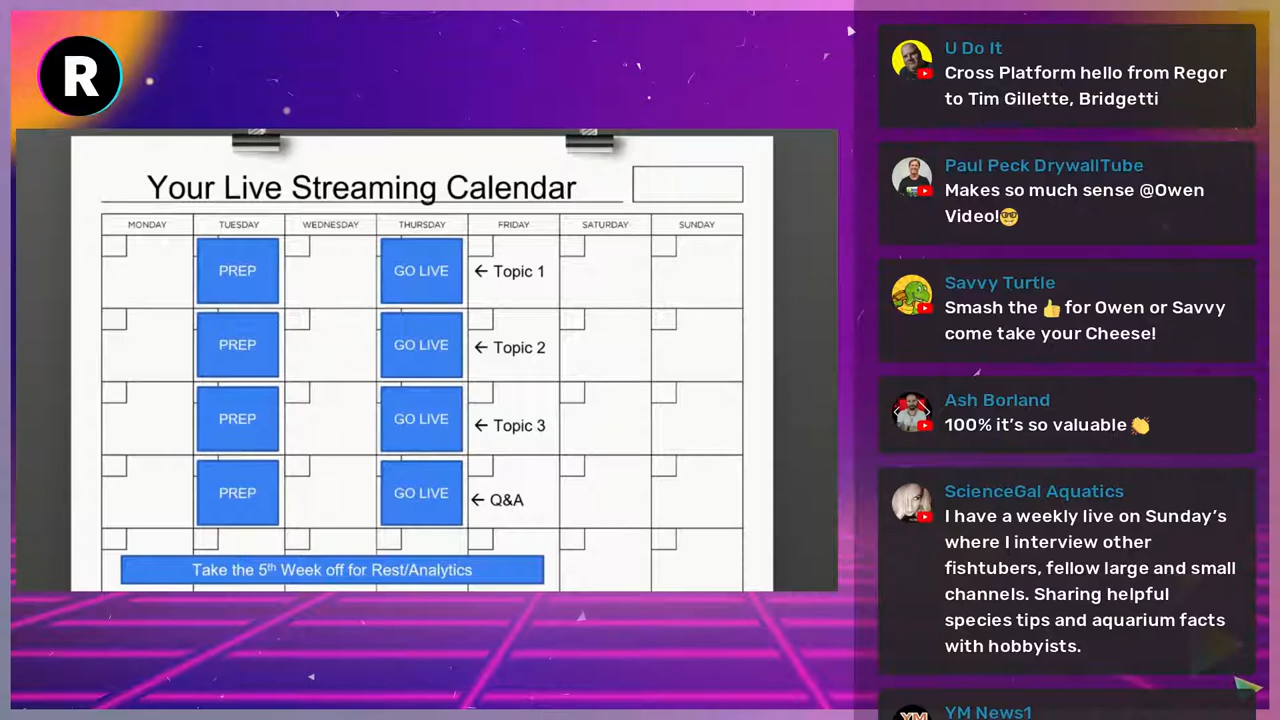 R
Your Live Streaming Calendar
MONDAY TUESDAY WEDNESDAY THURSDAY FRIDAY SATURDAY SUNDAY
PREP GO LIVE ← Topic 1
PREP GO LIVE ← Topic 2
PREP GO LIVE ← Topic 3
PREP GO LIVE ← Q&A
Take the 5th Week off for Rest/Analytics
U Do It
Cross Platform hello from Regor
to Tim Gillette, Bridgetti
Paul Peck DrywallTube
Makes so much sense @Owen
Video!🤓
Savvy Turtle
Smash the 👍 for Owen or Savvy
come take your Cheese!
Ash Borland
100% it’s so valuable 👏
ScienceGal Aquatics
I have a weekly live on Sunday’s
where I interview other
fishtubers, fellow large and small
channels. Sharing helpful
species tips and aquarium facts
with hobbyists.
YM News1
YM